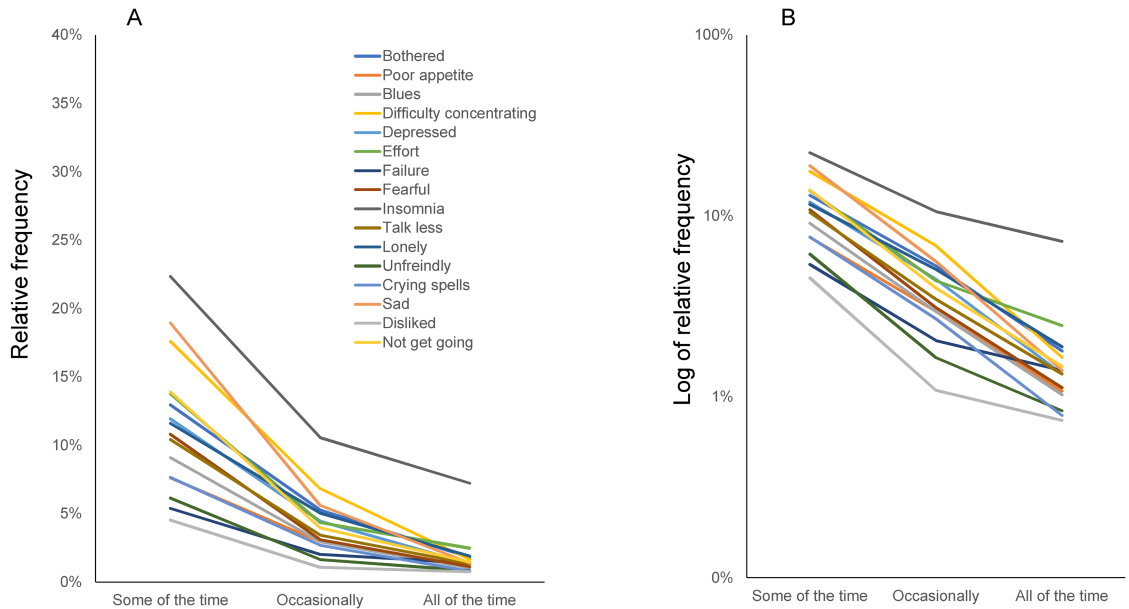 A
Relative frequency
40%
35%
30%
25%
20%
15%
10%
5%
0%
Some of the time
Occasionally
All of the time
Bothered
Poor appetite
Blues
Difficulty concentrating
Depressed
Effort
Failure
Fearful
Insomnia
Talk less
Lonely
Unfreindly
Crying spells
Sad
Disliked
Not get going
B
Log of relative frequency
100%
10%
1%
0%
Some of the time
Occasionally
All of the time